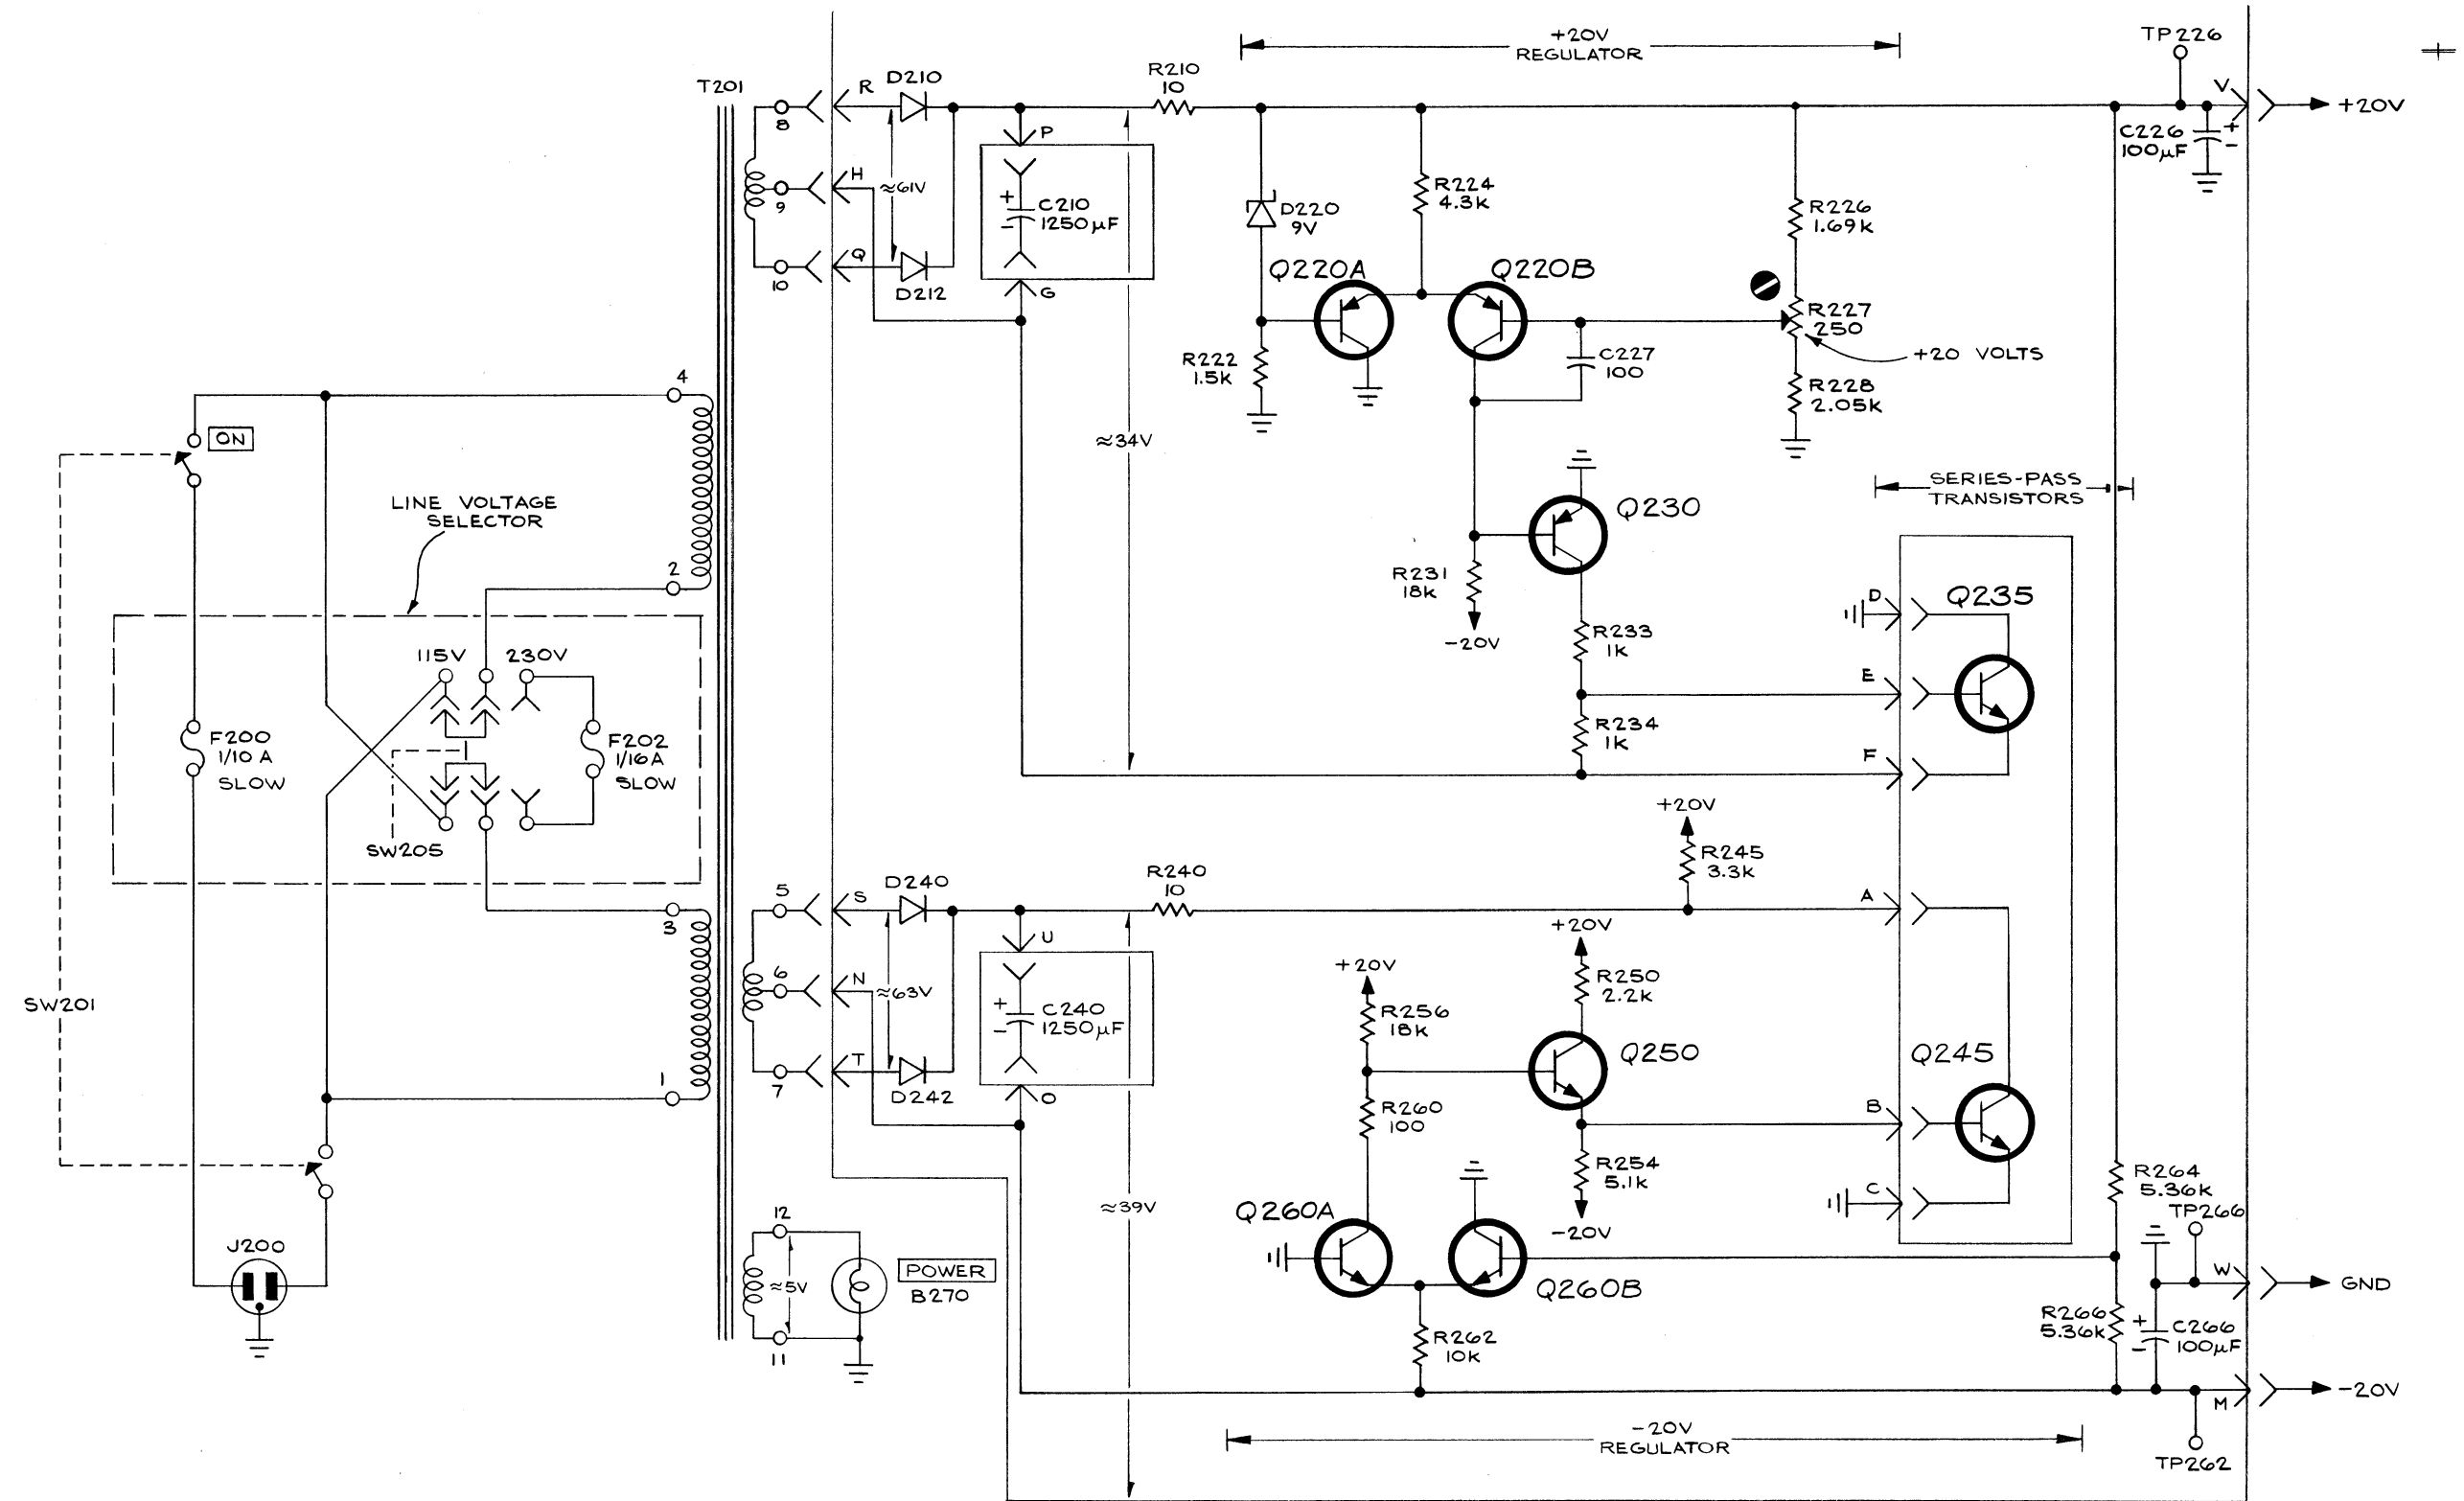 +20V
REGULATOR
TP226
T201
8
9
10
R
D210
H
≈61V
Q
D212
P
C210
1250µF
+
-
G
R210
10
≈34V
D220
9V
R224
4.3K
Q220A
Q220B
R222
1.5K
C227
100
R226
1.69K
R227
250
+20 VOLTS
R228
2.05K
V
+20V
C226
100µF
+
-
4
ON
LINE VOLTAGE
SELECTOR
2
115V
230V
F200
1/10 A
SLOW
F202
1/16A
SLOW
SW205
3
1
SW201
J200
Q230
R231
18K
-20V
R233
1K
R234
1K
SERIES-PASS
TRANSISTORS
D
Q235
E
F
5
6
7
S
D240
N
≈63V
T
D242
U
+
-
C240
1250µF
O
R240
10
≈39V
+20V
R245
3.3K
A
+20V
R256
18K
+20V
R250
2.2K
Q250
R260
100
R254
5.1K
-20V
B
Q245
C
Q260A
Q260B
R262
10K
12
≈5V
11
POWER
B270
R264
5.36K
TP266
W
GND
R266
5.36K
+
-
C266
100µF
M
-20V
TP262
-20V
REGULATOR